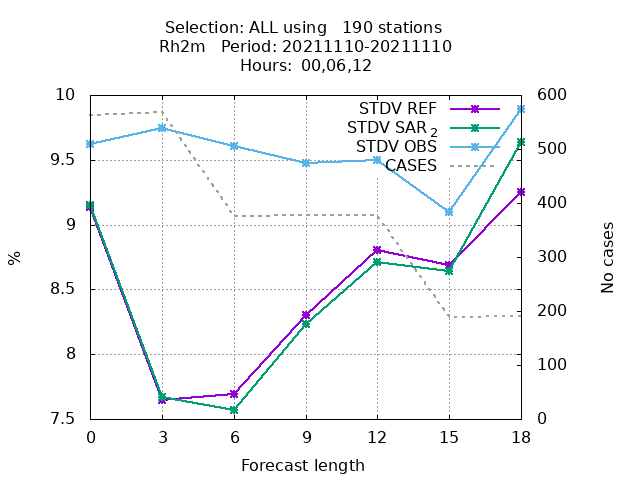 Selection: ALL using   190 stations
Rh2m   Period: 20211110-20211110
Hours:  00,06,12
STDV REF
STDV SAR 2
STDV OBS
CASES
10
9.5
9
8.5
8
7.5
%
600
500
400
300
200
100
0
No cases
0 3 6 9 12 15 18
Forecast length